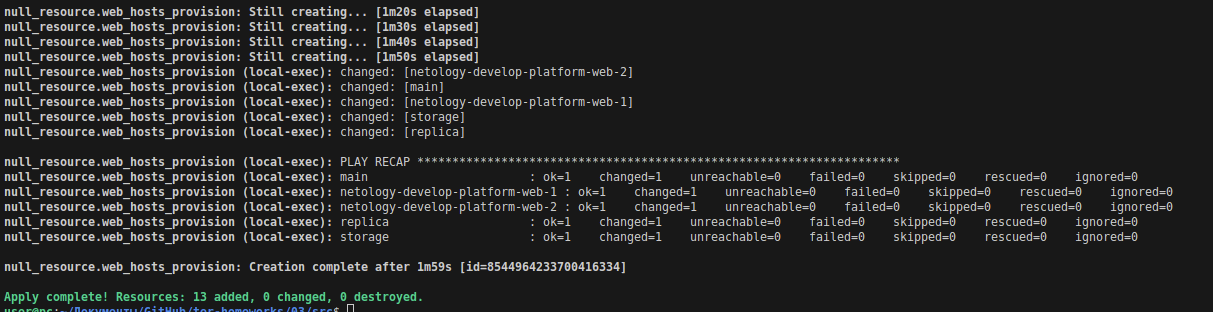 null_resource.web_hosts_provision: Still creating... [1m20s elapsed]
null_resource.web_hosts_provision: Still creating... [1m30s elapsed]
null_resource.web_hosts_provision: Still creating... [1m40s elapsed]
null_resource.web_hosts_provision: Still creating... [1m50s elapsed]
null_resource.web_hosts_provision (local-exec): changed: [netology-develop-platform-web-2]
null_resource.web_hosts_provision (local-exec): changed: [main]
null_resource.web_hosts_provision (local-exec): changed: [netology-develop-platform-web-1]
null_resource.web_hosts_provision (local-exec): changed: [storage]
null_resource.web_hosts_provision (local-exec): changed: [replica]
null_resource.web_hosts_provision (local-exec): PLAY RECAP *********************************************************************
null_resource.web_hosts_provision (local-exec): main                       : ok=1    changed=1    unreachable=0    failed=0    skipped=0    rescued=0    ignored=0
null_resource.web_hosts_provision (local-exec): netology-develop-platform-web-1 : ok=1    changed=1    unreachable=0    failed=0    skipped=0    rescued=0    ignored=0
null_resource.web_hosts_provision (local-exec): netology-develop-platform-web-2 : ok=1    changed=1    unreachable=0    failed=0    skipped=0    rescued=0    ignored=0
null_resource.web_hosts_provision (local-exec): replica                    : ok=1    changed=1    unreachable=0    failed=0    skipped=0    rescued=0    ignored=0
null_resource.web_hosts_provision (local-exec): storage                    : ok=1    changed=1    unreachable=0    failed=0    skipped=0    rescued=0    ignored=0
null_resource.web_hosts_provision: Creation complete after 1m59s [id=8544964233700416334]
Apply complete! Resources: 13 added, 0 changed, 0 destroyed.
user@pc:~/Документы/GitHub/ter-homeworks/03/src$